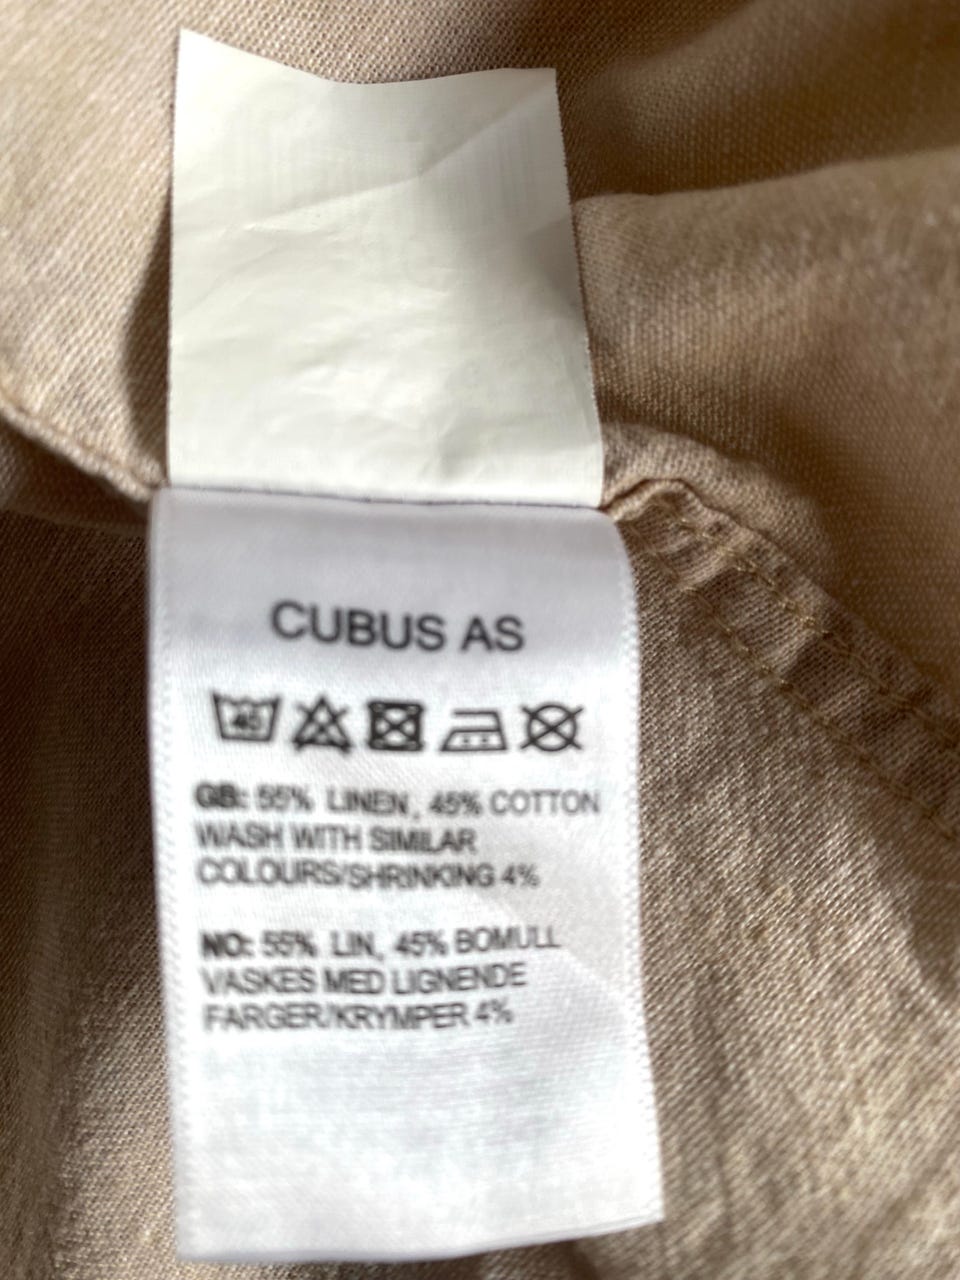 CUBUS AS
40
GB: 55% LINEN, 45% COTTON
WASH WITH SIMILAR
COLOURS/SHRINKING 4%
NO: 55% LIN, 45% BOMULL
VASKES MED LIGNENDE
FARGER/KRYMPER 4%